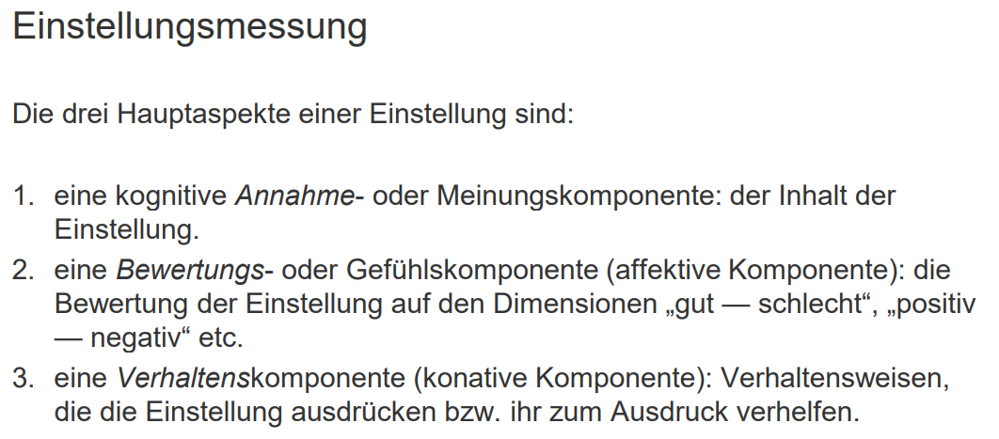 Einstellungsmessung
Die drei Hauptaspekte einer Einstellung sind:
1. eine kognitive Annahme- oder Meinungskomponente: der Inhalt der
Einstellung.
2. eine Bewertungs- oder Gefühlskomponente (affektive Komponente): die
Bewertung der Einstellung auf den Dimensionen „gut — schlecht“, „positiv
— negativ“ etc.
3. eine Verhaltenskomponente (konative Komponente): Verhaltensweisen,
die die Einstellung ausdrücken bzw. ihr zum Ausdruck verhelfen.